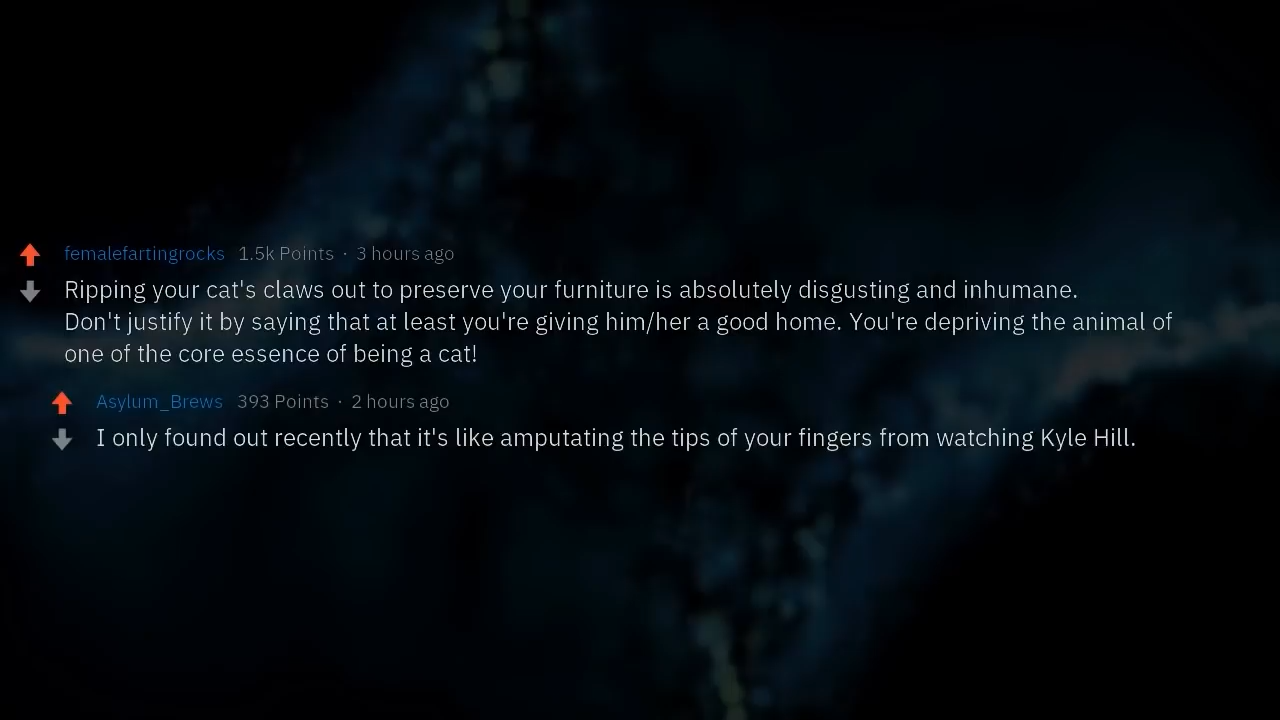 femalefartingrocks 1.5k Points · 3 hours ago
Ripping your cat's claws out to preserve your furniture is absolutely disgusting and inhumane.
Don't justify it by saying that at least you're giving him/her a good home. You're depriving the animal of
one of the core essence of being a cat!
Asylum_Brews 393 Points · 2 hours ago
I only found out recently that it's like amputating the tips of your fingers from watching Kyle Hill.